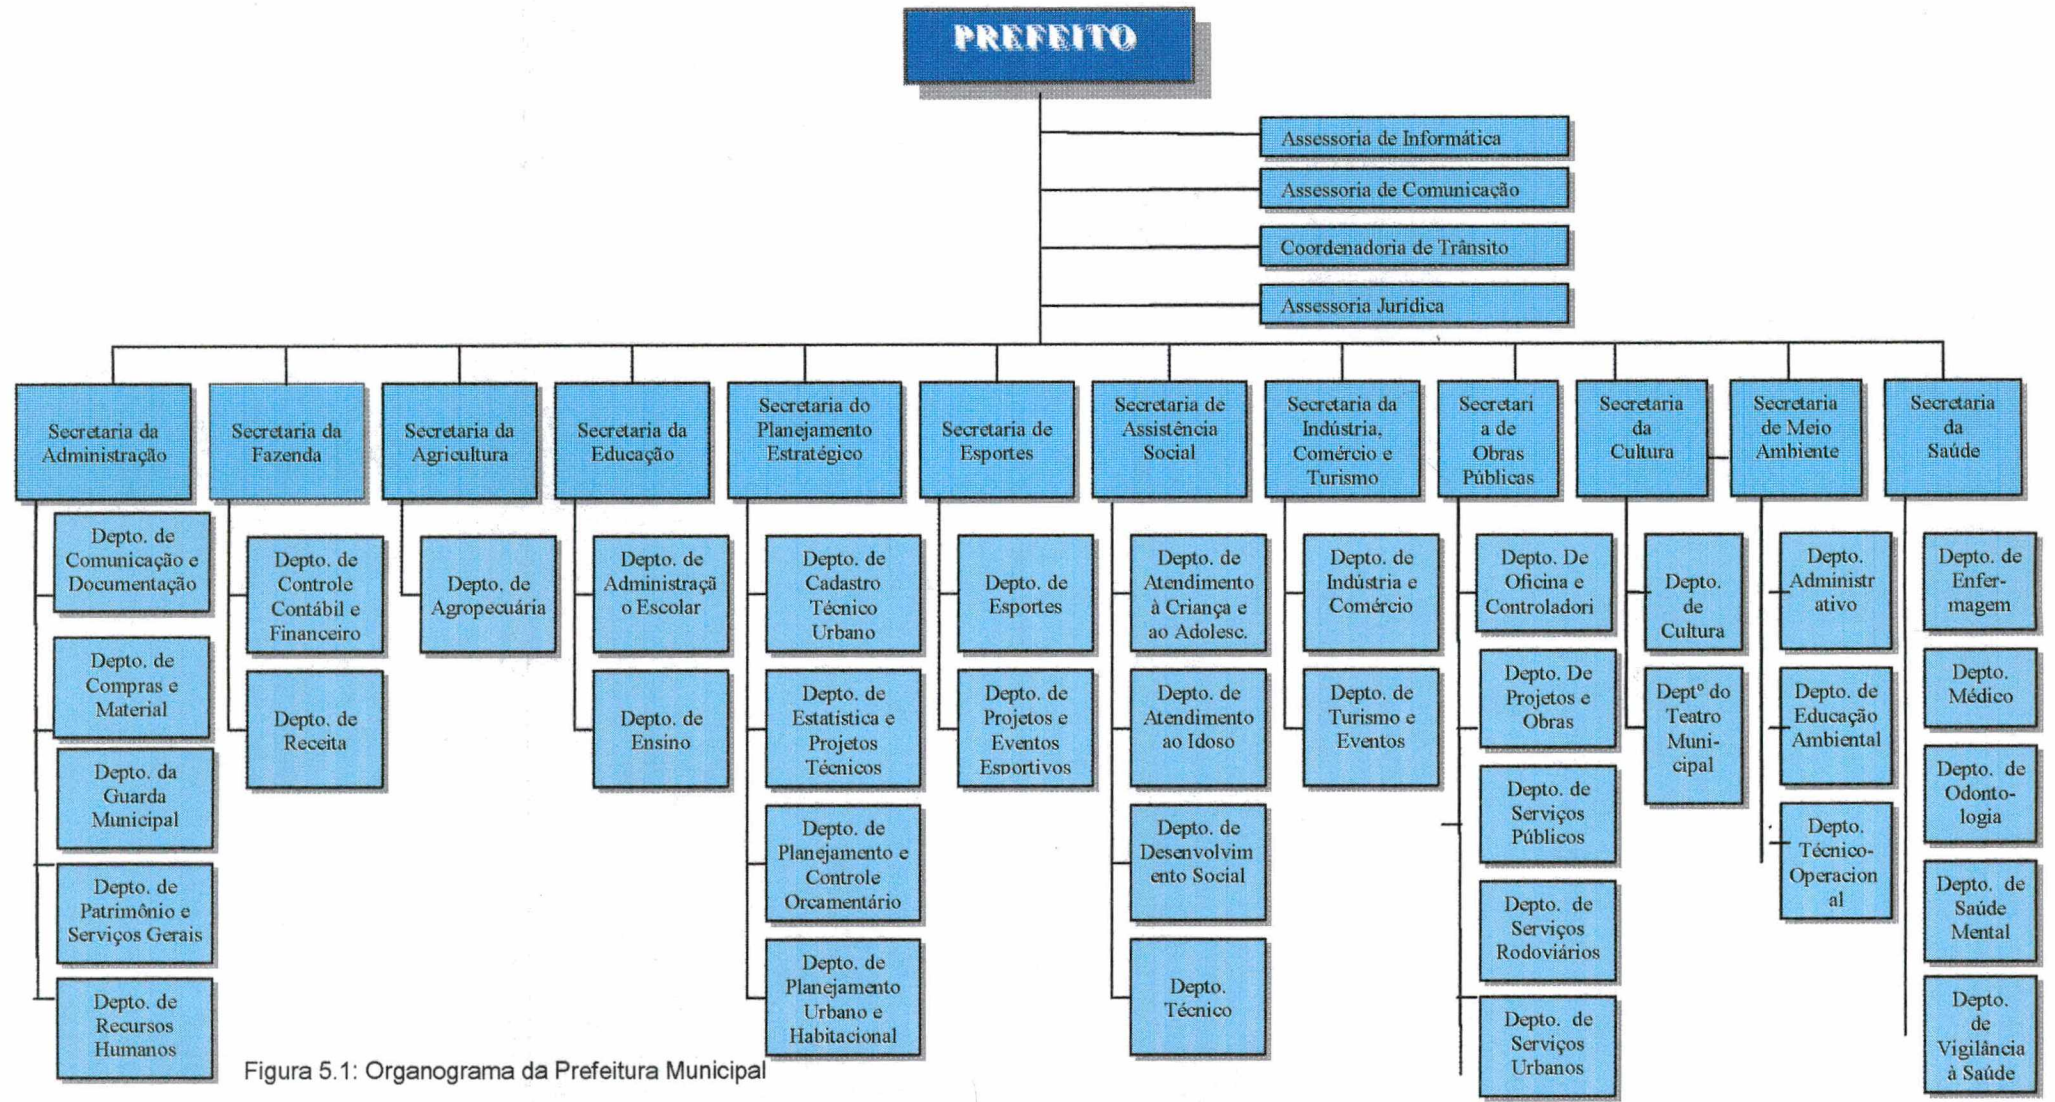 PREFEITO
Assessoria de Informática
Assessoria de Comunicação
Coordenadoria de Trânsito
Assessoria Jurídica
Secretaria da
Administração
Secretaria da
Fazenda
Secretaria da
Agricultura
Secretaria da
Educação
Secretaria do
Planejamento
Estratégico
Secretaria de
Esportes
Secretaria de
Assistência
Social
Secretaria da
Indústria,
Comércio e
Turismo
Secretari
a de
Obras
Públicas
Secretaria
da
Cultura
Secretaria
de Meio
Ambiente
Secretaria
da
Saúde
Depto. de
Comunicação e
Documentação
Depto. de
Compras e
Material
Depto. da
Guarda
Municipal
Depto. de
Patrimônio e
Serviços Gerais
Depto. de
Recursos
Humanos
Depto. de
Controle
Contábil e
Financeiro
Depto. de
Receita
Depto. de
Agropecuária
Depto. de
Administraçã
o Escolar
Depto. de
Ensino
Depto. de
Cadastro
Técnico
Urbano
Depto. de
Estatística e
Projetos
Técnicos
Depto. de
Planejamento e
Controle
Orcamentário
Depto. de
Planejamento
Urbano e
Habitacional
Depto. de
Esportes
Depto. de
Projetos e
Eventos
Esportivos
Depto. de
Atendimento
à Criança e
ao Adolesc.
Depto. de
Atendimento
ao Idoso
Depto. de
Desenvolvim
ento Social
Depto.
Técnico
Depto. de
Indústria e
Comércio
Depto. de
Turismo e
Eventos
Depto. De
Oficina e
Controladori
Depto. De
Projetos e
Obras
Depto. de
Serviços
Públicos
Depto. de
Serviços
Rodoviários
Depto. de
Serviços
Urbanos
Depto.
de
Cultura
Deptº do
Teatro
Muni-
cipal
Depto.
Administr
ativo
Depto. de
Educação
Ambiental
Depto.
Técnico-
Operacion
al
Depto. de
Enfer-
magem
Depto.
Médico
Depto. de
Odonto-
logia
Depto. de
Saúde
Mental
Depto.
de
Vigilância
à Saúde
Figura 5.1: Organograma da Prefeitura Municipal